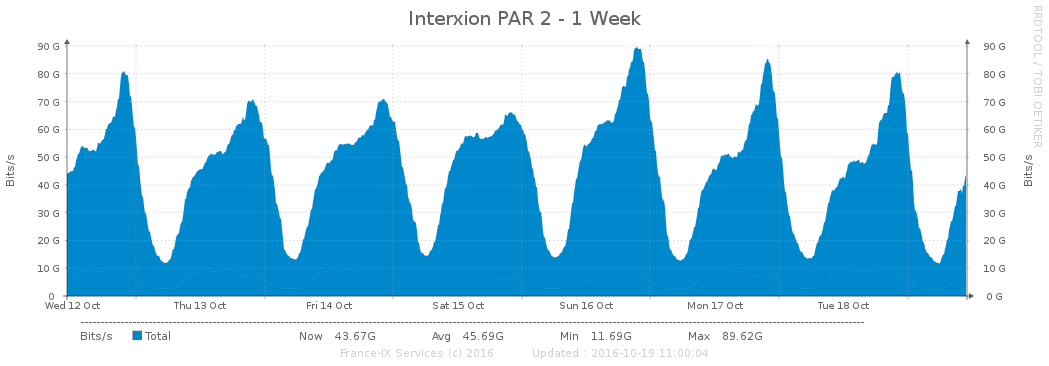 Interxion PAR 2 - 1 Week
RRDTOOL / TOBI OETIKER
Bits/s
90 G 90 G
80 G 80 G
70 G 70 G
60 G 60 G
50 G 50 G
40 G 40 G
30 G 30 G
20 G 20 G
10 G 10 G
0 0 G
Bits/s
Wed 12 Oct Thu 13 Oct Fri 14 Oct Sat 15 Oct Sun 16 Oct Mon 17 Oct Tue 18 Oct
Bits/s Total Now 43.67G Avg 45.69G Min 11.69G Max 89.62G
France-IX Services (c) 2016 Updated : 2016-10-19 11:00:04